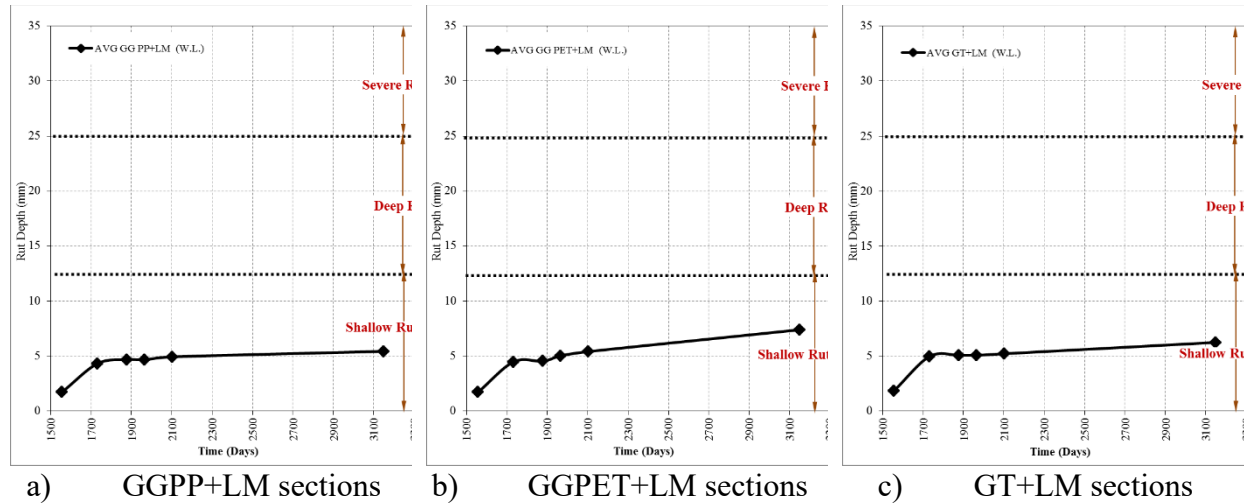 35
30
25
20
15
10
5
0
Rut Depth (mm)
AVG GG PP+LM (W.L.)
Severe R
Deep R
Shallow Rut
1500 1700 1900 2100 2300 2500 2700 2900 3100
Time (Days)
35
30
25
20
15
10
5
0
Rut Depth (mm)
AVG GG PET+LM (W.L.)
Severe R
Deep R
Shallow Rut
1500 1700 1900 2100 2300 2500 2700 2900 3100
Time (Days)
35
30
25
20
15
10
5
0
Rut Depth (mm)
AVG GT+LM (W.L.)
Severe
Deep R
Shallow Rut
1500 1700 1900 2100 2300 2500 2700 2900 3100
Time (Days)
a) GGPP+LM sections
b) GGPET+LM sections
c) GT+LM sections